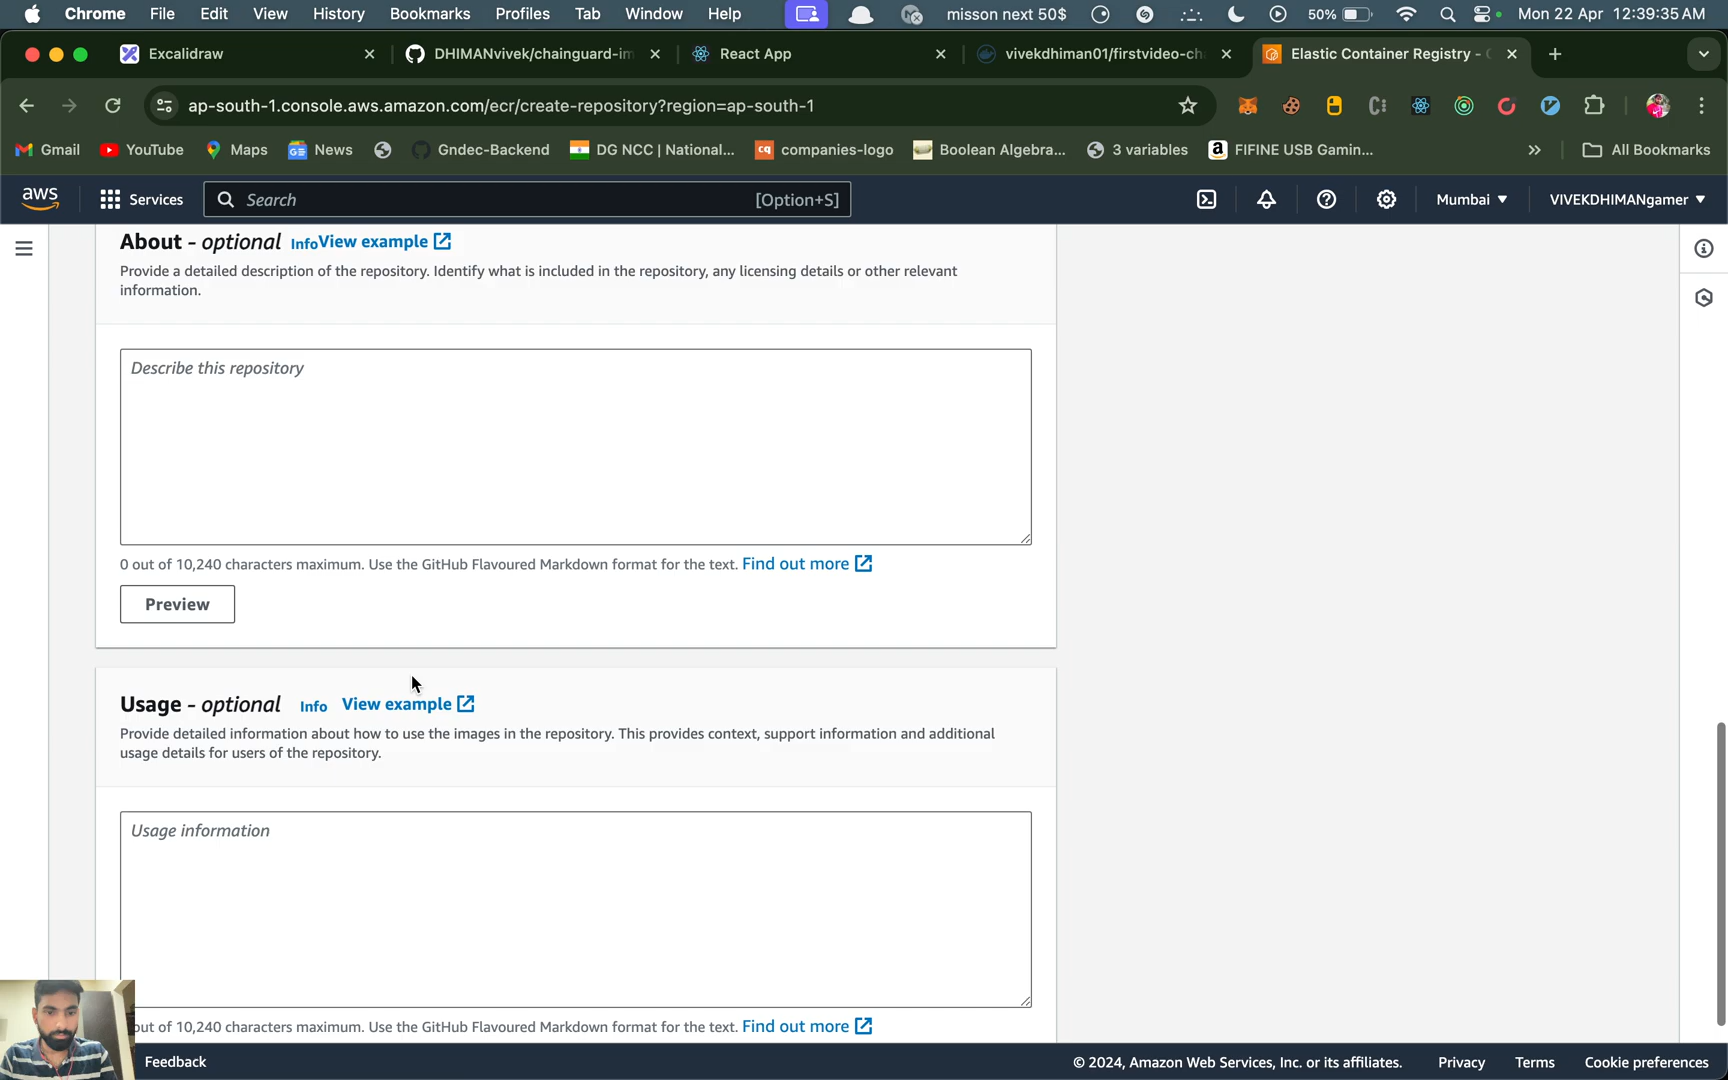 Chrome File Edit View History Bookmarks Profiles Tab Window Help misson next 50$ 50% Mon 22 Apr 12:39:35 AM
Excalidraw DHIMANvivek/chainguard-im React App vivekdhiman01/firstvideo-ch Elastic Container Registry -
ap-south-1.console.aws.amazon.com/ecr/create-repository?region=ap-south-1
Gmail YouTube Maps News Gndec-Backend DG NCC | National... companies-logo Boolean Algebra... 3 variables FIFINE USB Gamin... All Bookmarks
aws Services Search [Option+S] Mumbai VIVEKDHIMANgamer
About - optional InfoView example
Provide a detailed description of the repository. Identify what is included in the repository, any licensing details or other relevant
information.
Describe this repository
0 out of 10,240 characters maximum. Use the GitHub Flavoured Markdown format for the text. Find out more
Preview
Usage - optional Info View example
Provide detailed information about how to use the images in the repository. This provides context, support information and additional
usage details for users of the repository.
Usage information
out of 10,240 characters maximum. Use the GitHub Flavoured Markdown format for the text. Find out more
Feedback © 2024, Amazon Web Services, Inc. or its affiliates. Privacy Terms Cookie preferences